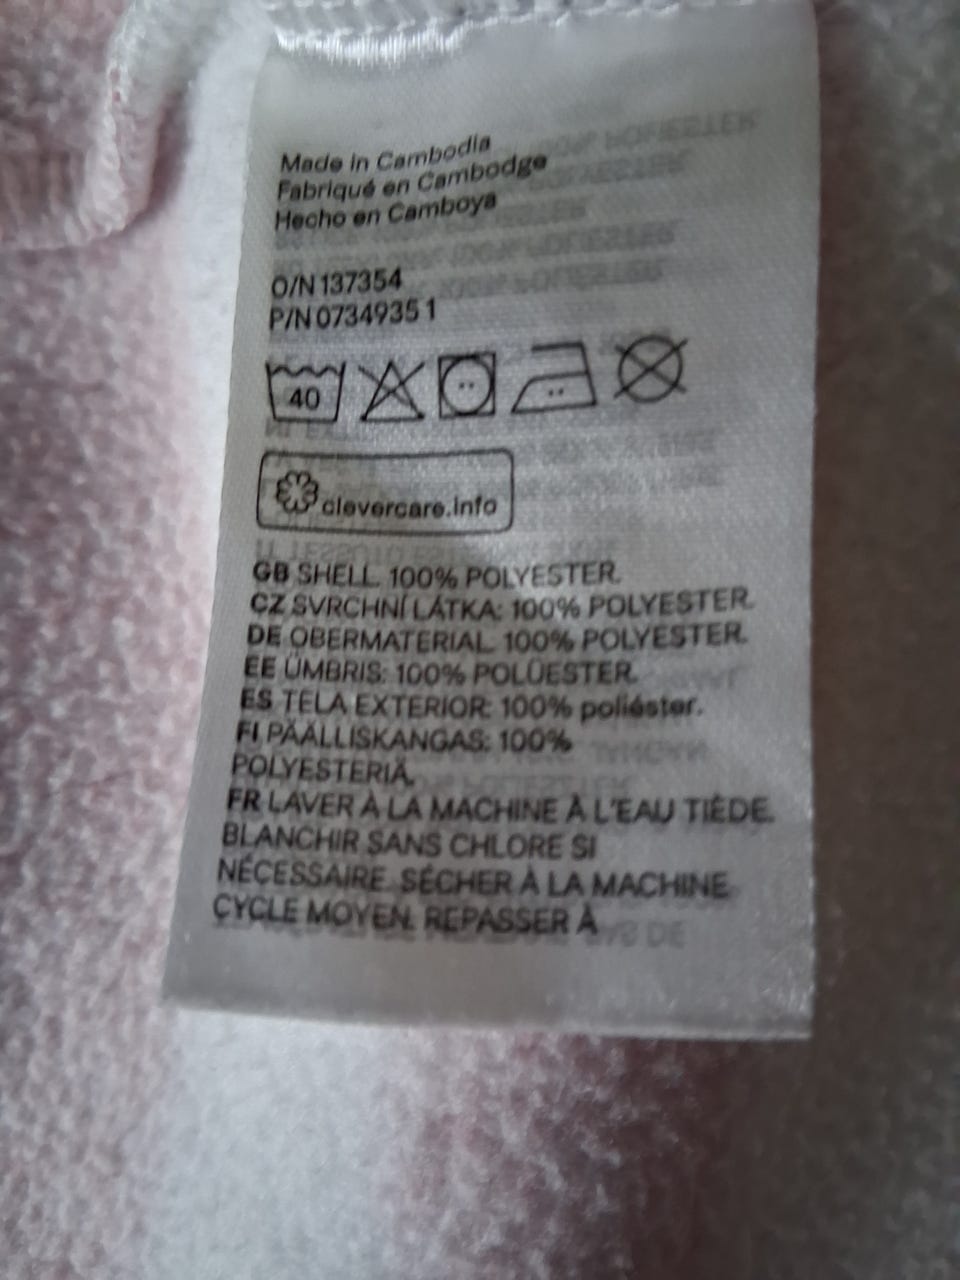 Made in Cambodia
Fabriqué en Cambodge
Hecho en Camboya
O/N 137354
P/N 0734935 1
40
clevercare.info
GB SHELL. 100% POLYESTER.
CZ SVRCHNÍ LÁTKA: 100% POLYESTER.
DE OBERMATERIAL. 100% POLYESTER.
EE ÜMBRIS: 100% POLÜESTER.
ES TELA EXTERIOR: 100% poliéster.
FI PÄÄLLISKANGAS: 100%
POLYESTERIÄ.
FR LAVER À LA MACHINE À L'EAU TIÈDE.
BLANCHIR SANS CHLORE SI
NÉCESSAIRE. SÉCHER À LA MACHINE
CYCLE MOYEN. REPASSER À